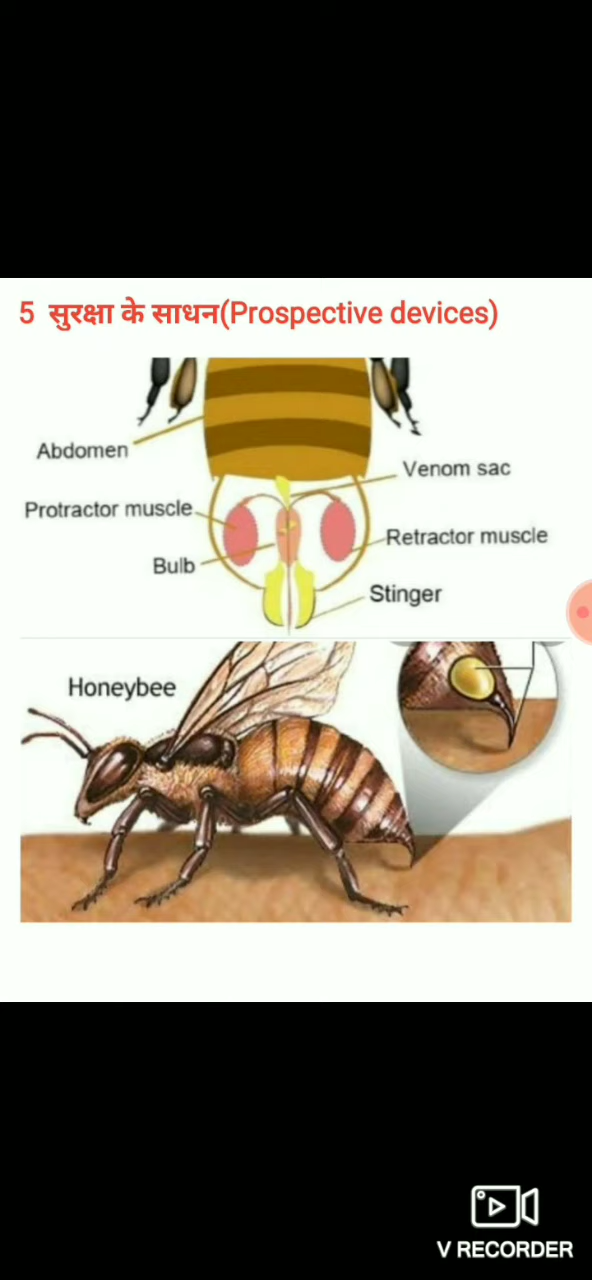 5 सुरक्षा के साधन(Prospective devices)
Abdomen
Venom sac
Protractor muscle
Retractor muscle
Bulb
Stinger
Honeybee
V RECORDER